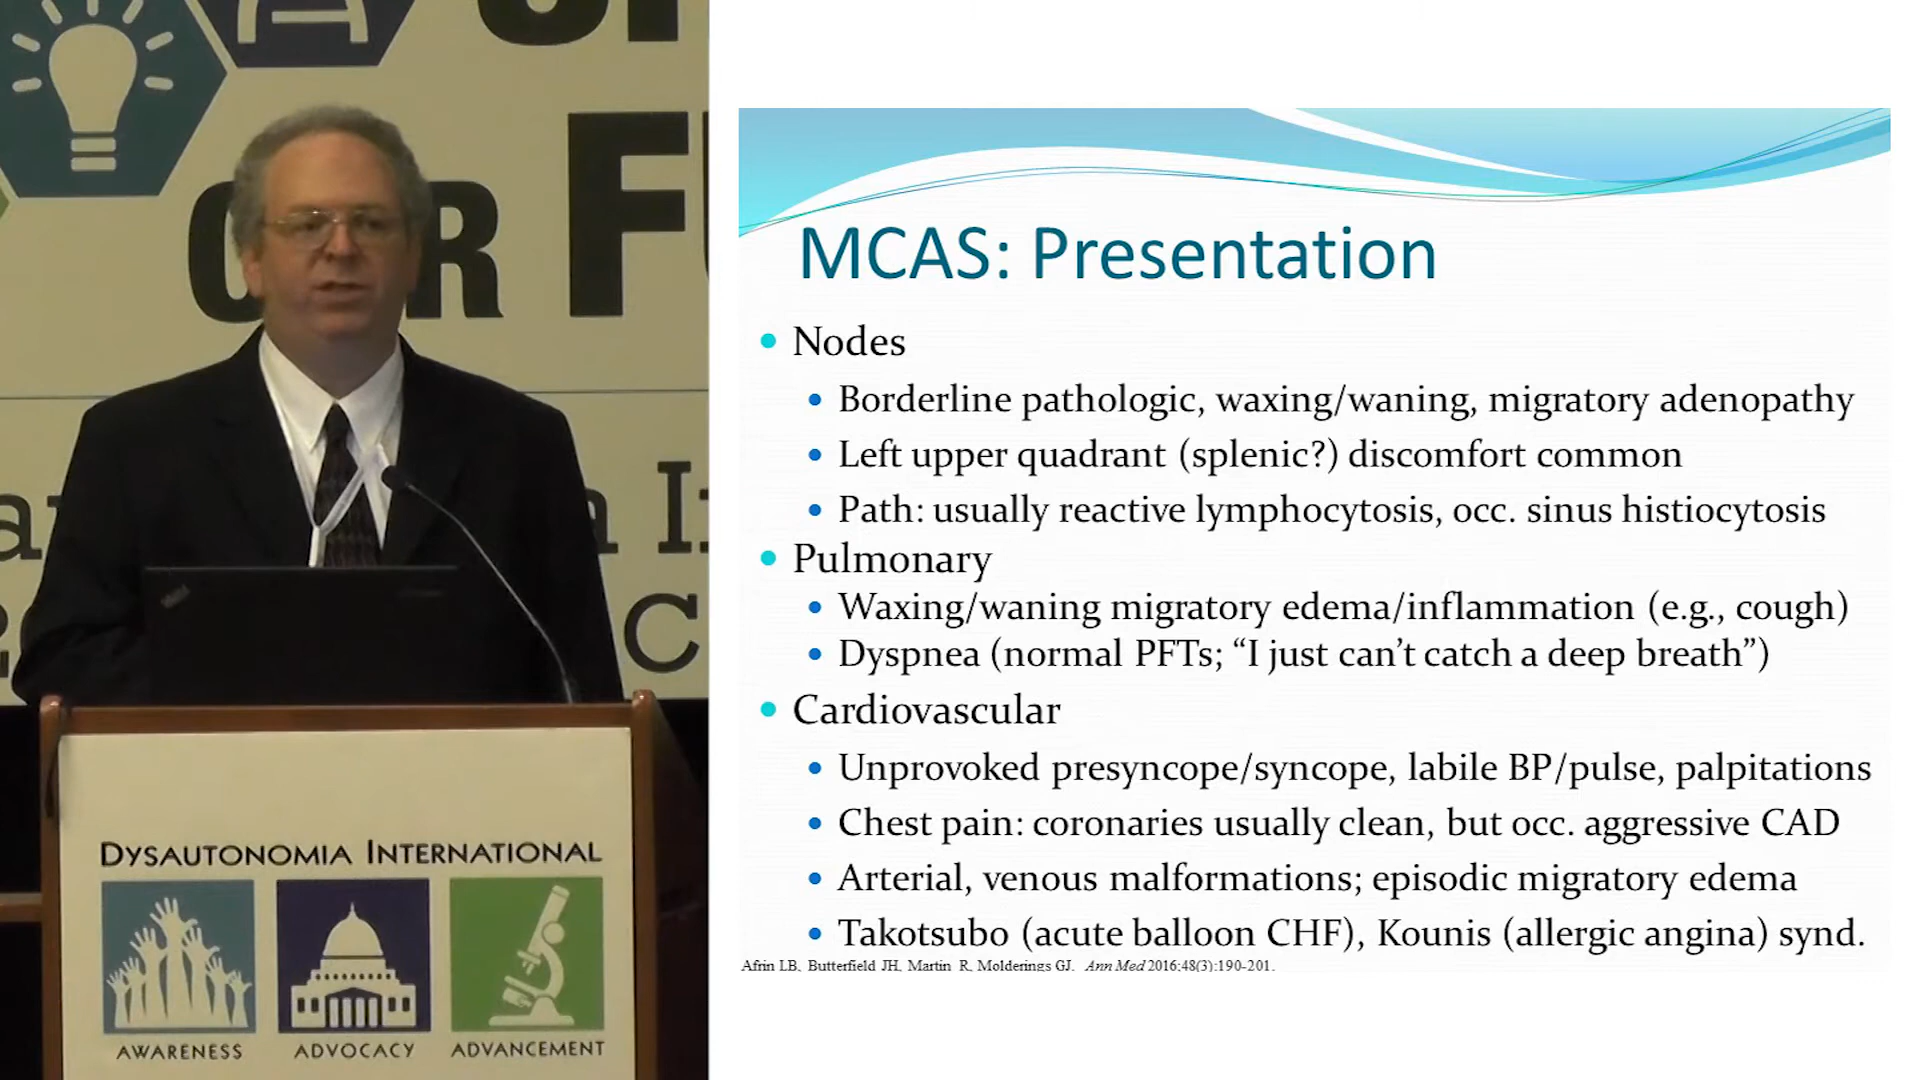 OUR F
a
n I
20
C
DYSAUTONOMIA INTERNATIONAL
AWARENESS
ADVOCACY
ADVANCEMENT
MCAS: Presentation
• Nodes
• Borderline pathologic, waxing/waning, migratory adenopathy
• Left upper quadrant (splenic?) discomfort common
• Path: usually reactive lymphocytosis, occ. sinus histiocytosis
• Pulmonary
• Waxing/waning migratory edema/inflammation (e.g., cough)
• Dyspnea (normal PFTs; “I just can’t catch a deep breath”)
• Cardiovascular
• Unprovoked presyncope/syncope, labile BP/pulse, palpitations
• Chest pain: coronaries usually clean, but occ. aggressive CAD
• Arterial, venous malformations; episodic migratory edema
• Takotsubo (acute balloon CHF), Kounis (allergic angina) synd.
Afrin LB, Butterfield JH, Martin R, Molderings GJ. Ann Med 2016;48(3):190-201.